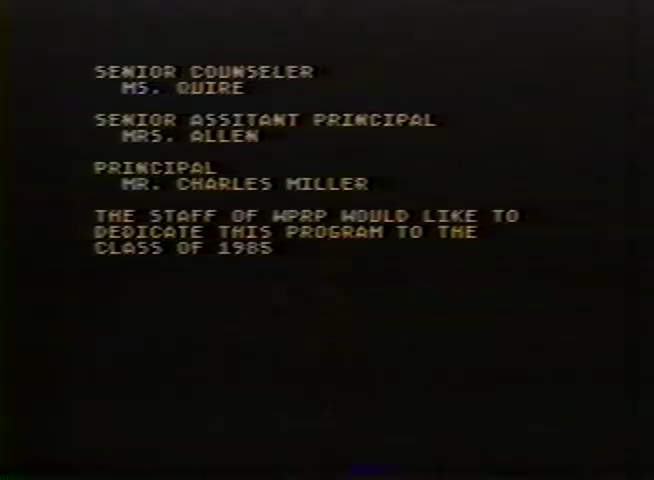 SENIOR COUNSELER
MS. QUIRE
SENIOR ASSITANT PRINCIPAL
MRS. ALLEN
PRINCIPAL
MR. CHARLES MILLER
THE STAFF OF WPRP WOULD LIKE TO
DEDICATE THIS PROGRAM TO THE
CLASS OF 1985